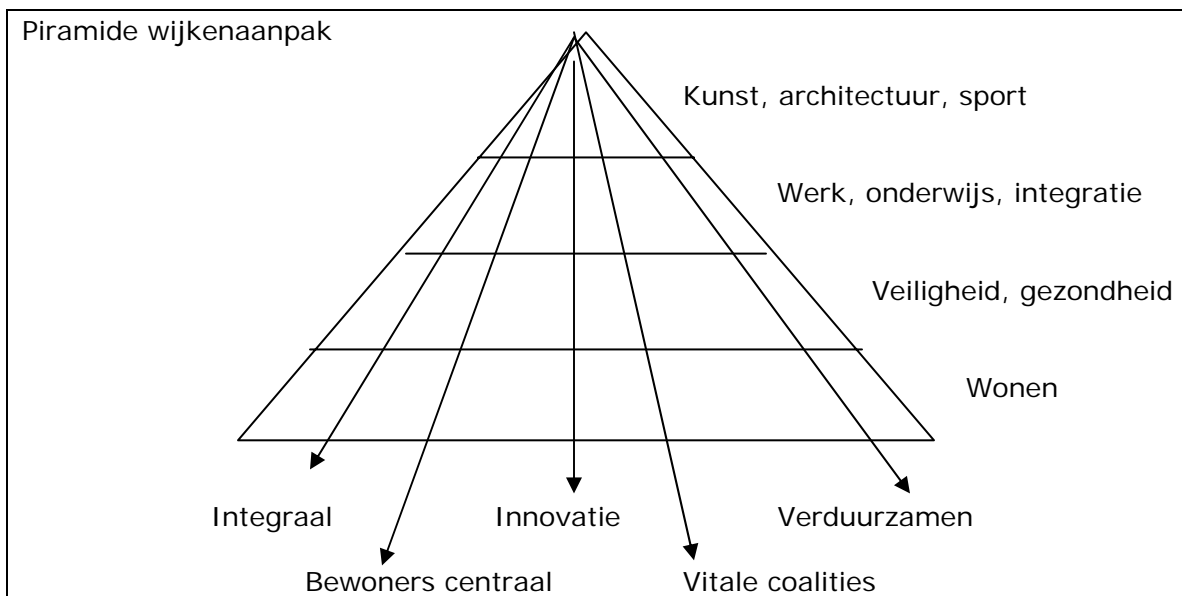 Piramide wijkenaanpak
Kunst, architectuur, sport
Werk, onderwijs, integratie
Veiligheid, gezondheid
Wonen
Integraal
Innovatie
Verduurzamen
Bewoners centraal
Vitale coalities